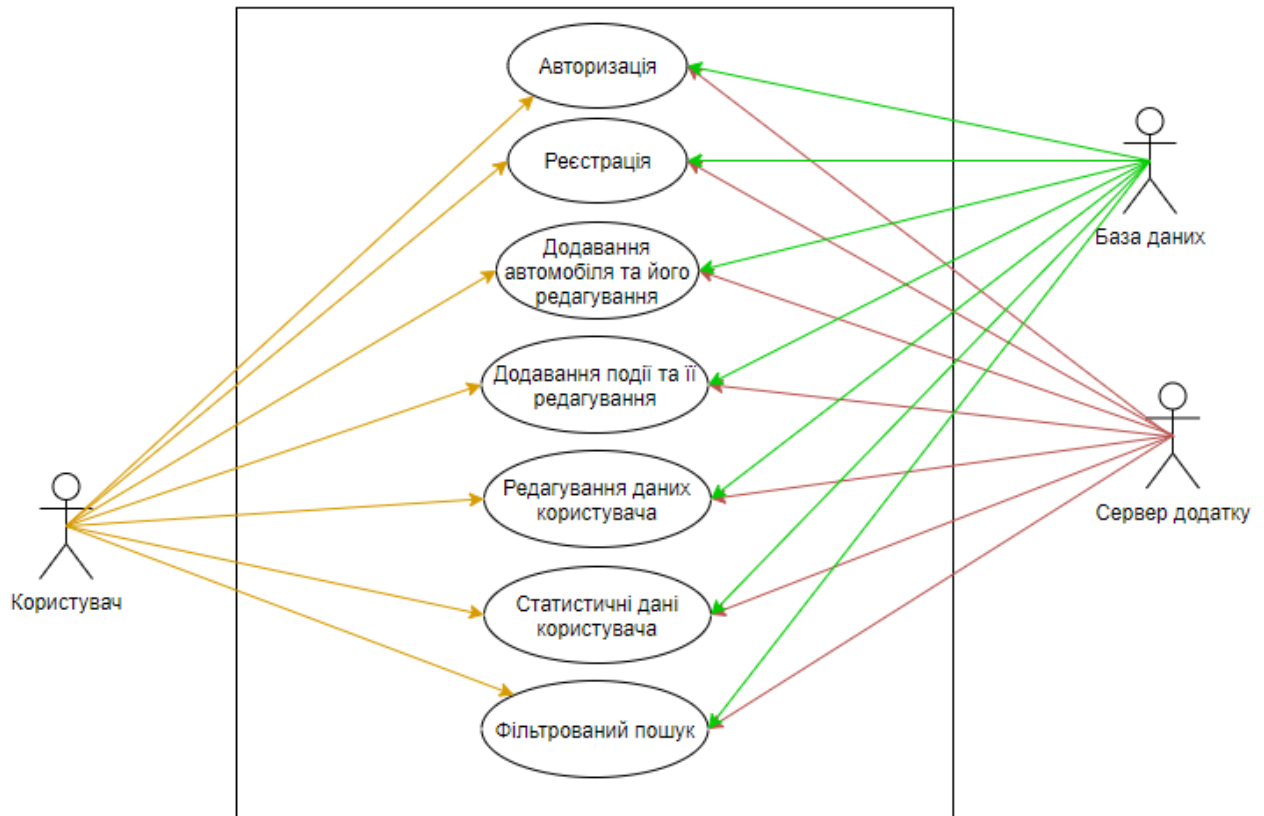 Авторизація
Реєстрація
Додавання
автомобіля та його
редагування
Додавання події та її
редагування
Редагування даних
користувача
Статистичні дані
користувача
Фільтрований пошук
Користувач
База даних
Сервер додатку